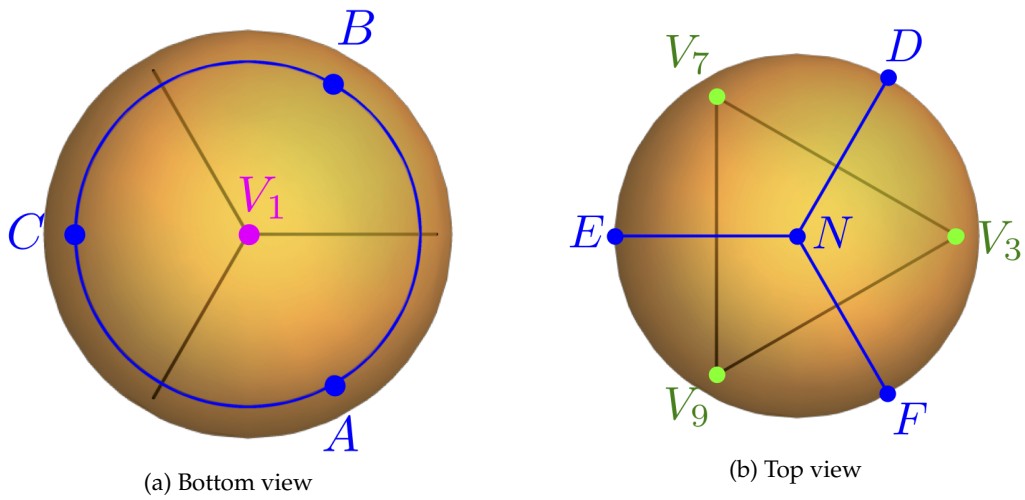 B
V₁
C
A
(a) Bottom view
D
V₇
E
N
V₃
V₉
F
(b) Top view